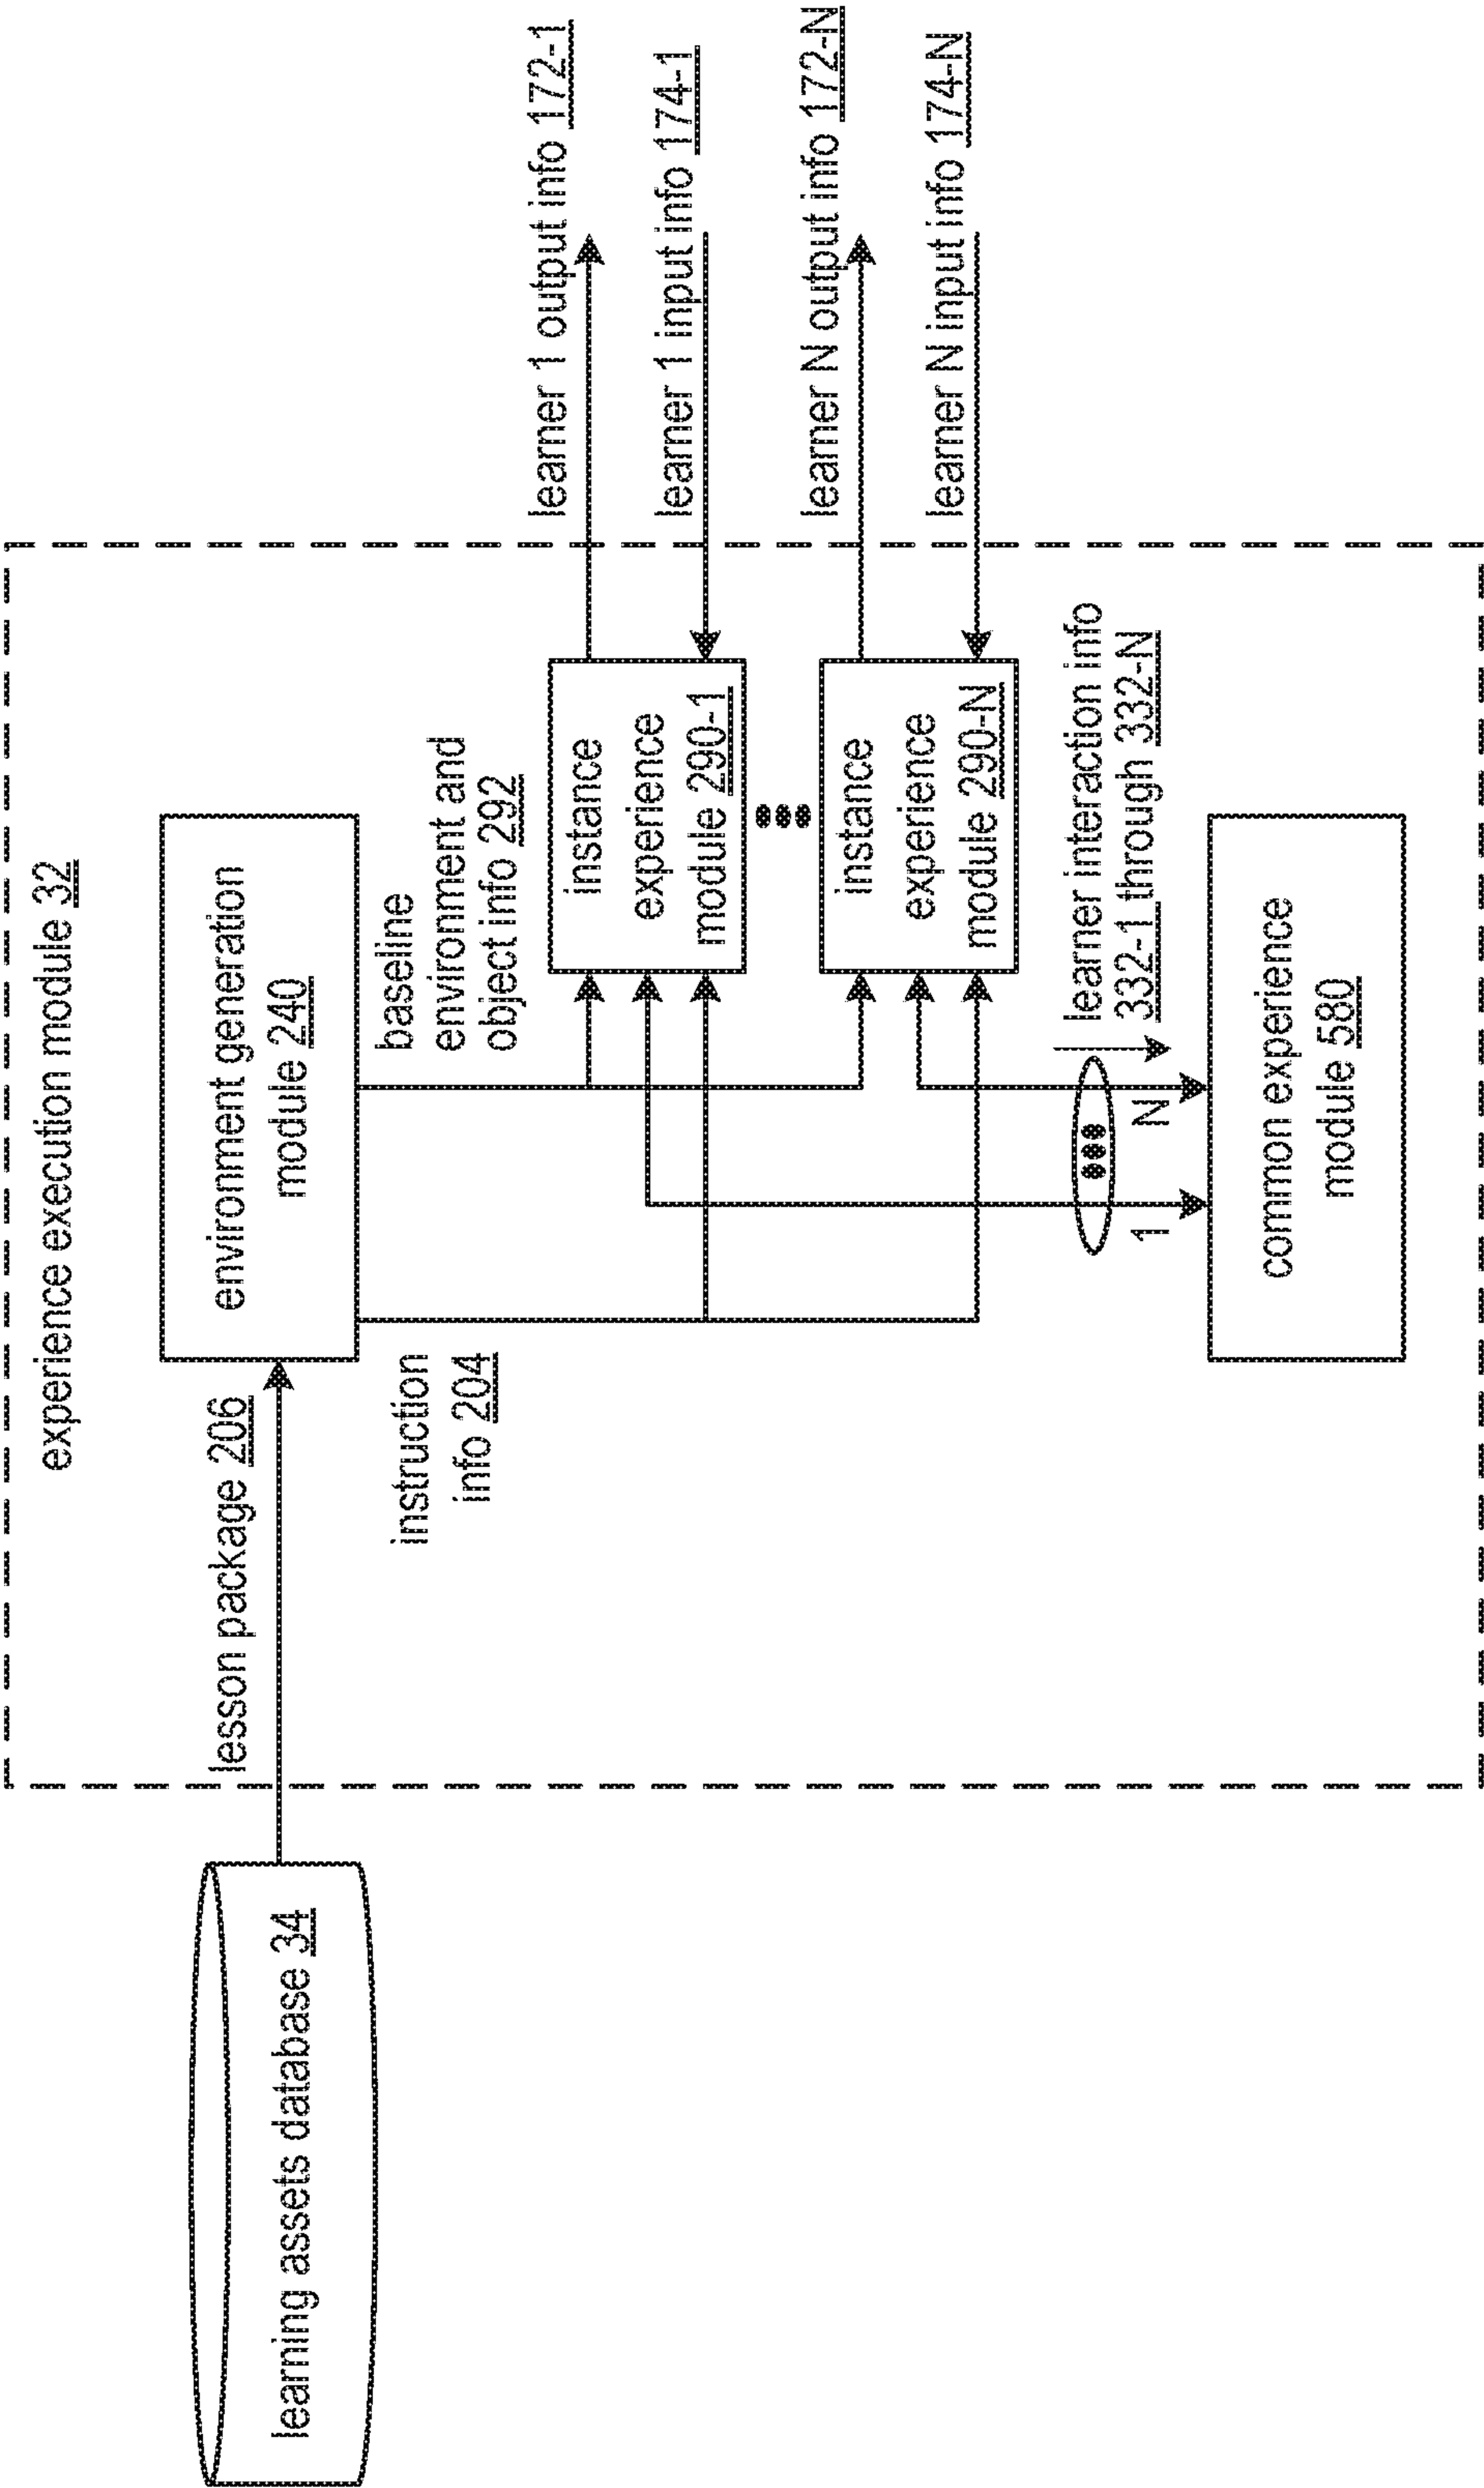 experience execution module 32
learning assets database 34
lesson package 206
environment generation
module 240
instruction
info 204
baseline
environment and
object info 292
instance
experience
module 290-1
learner 1 output info 172-1
learner 1 input info 174-1
instance
experience
module 290-N
learner N output info 172-N
learner N input info 174-N
learner interaction info
332-1 through 332-N
1
N
common experience
module 580